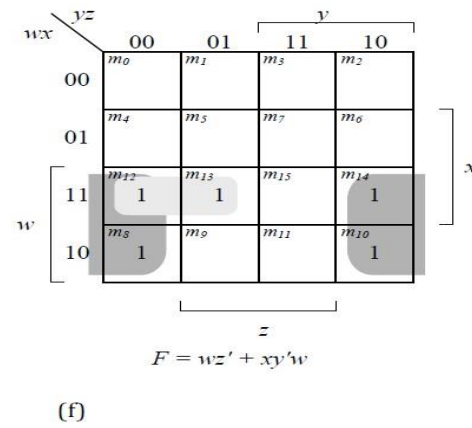 yz y
wx 00 01 11 10
00 m0 m1 m3 m2
01 m4 m5 m7 m6 x
w 11 m12 1 m13 1 m15 m14 1
10 m8 1 m9 m11 m10 1
z
F = wz' + xy'w
(f)